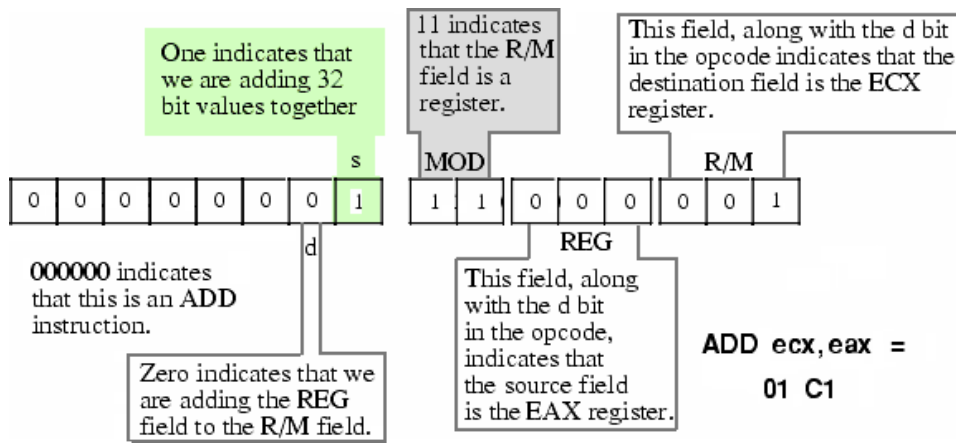 One indicates that
we are adding 32
bit values together
11 indicates
that the R/M
field is a
register.
This field, along with the d bit
in the opcode indicates that the
destination field is the ECX
register.
s
MOD
R/M
0 0 0 0 0 0 0 1 1 1 0 0 0 0 0 1
d
REG
000000 indicates
that this is an ADD
instruction.
Zero indicates that we
are adding the REG
field to the R/M field.
This field, along
with the d bit
in the opcode,
indicates that
the source field
is the EAX register.
ADD ecx,eax =
01 C1